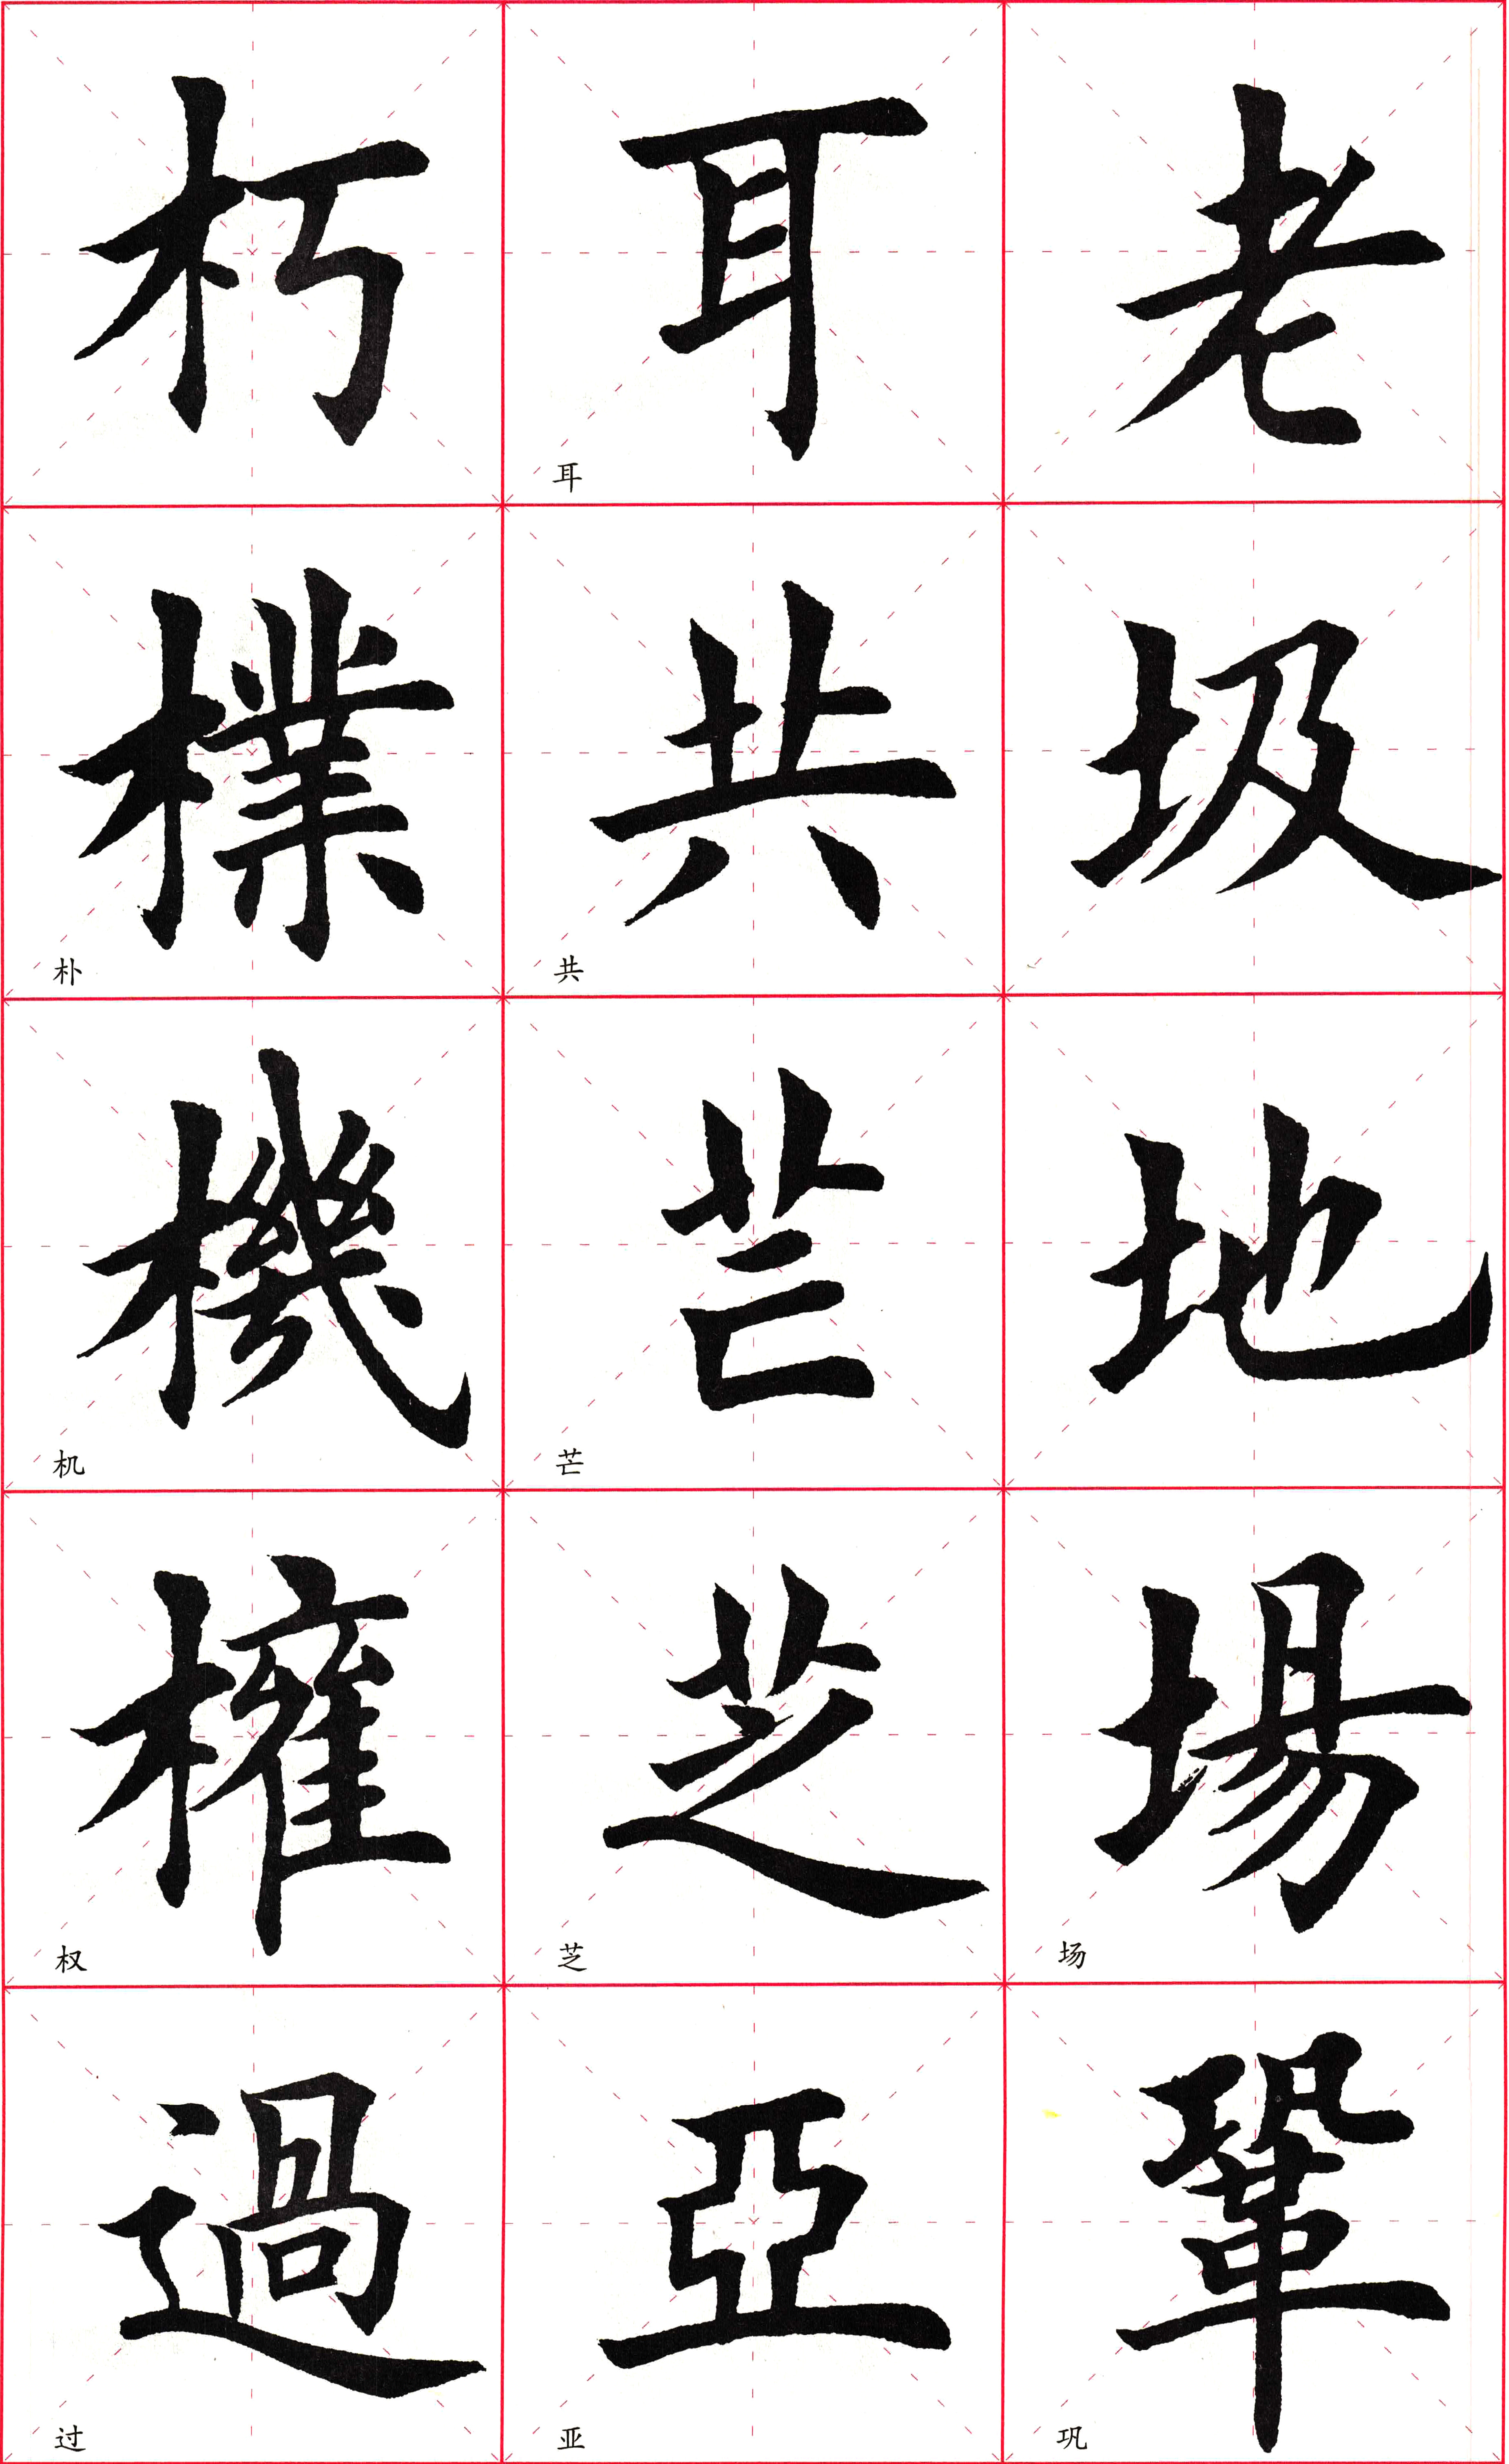 老
圾
地
場
场
鞏
巩
耳
耳
共
共
芒
芒
芝
芝
亞
亚
朽
樸
朴
機
机
權
权
過
过